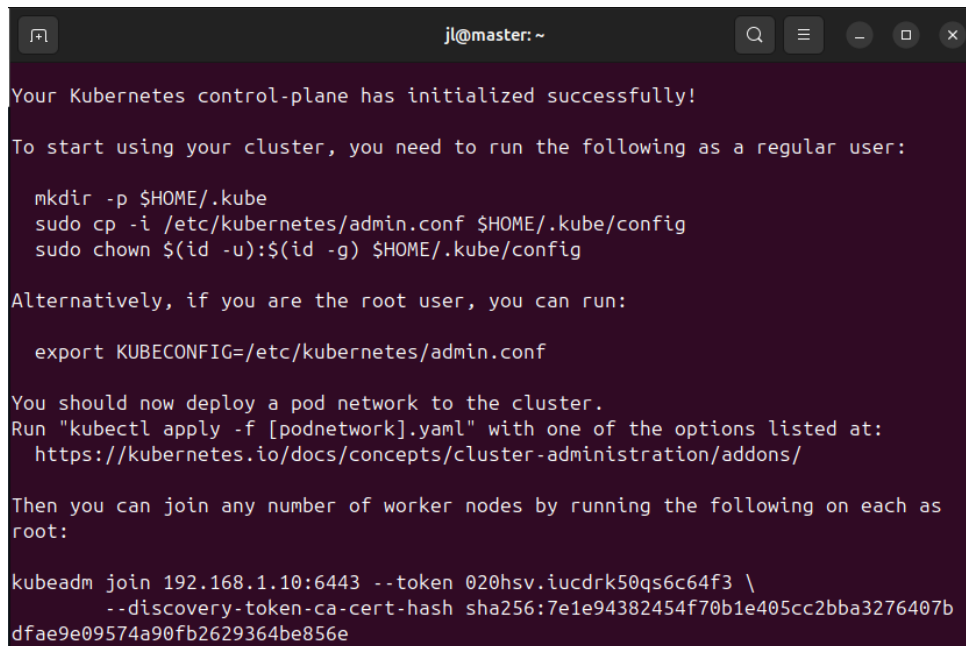 jl@master: ~
Your Kubernetes control-plane has initialized successfully!
To start using your cluster, you need to run the following as a regular user:
mkdir -p $HOME/.kube
sudo cp -i /etc/kubernetes/admin.conf $HOME/.kube/config
sudo chown $(id -u):$(id -g) $HOME/.kube/config
Alternatively, if you are the root user, you can run:
export KUBECONFIG=/etc/kubernetes/admin.conf
You should now deploy a pod network to the cluster.
Run "kubectl apply -f [podnetwork].yaml" with one of the options listed at:
https://kubernetes.io/docs/concepts/cluster-administration/addons/
Then you can join any number of worker nodes by running the following on each as
root:
kubeadm join 192.168.1.10:6443 --token 020hsv.iucdrk50qs6c64f3 \
--discovery-token-ca-cert-hash sha256:7e1e94382454f70b1e405cc2bba3276407b
dfae9e09574a90fb2629364be856e